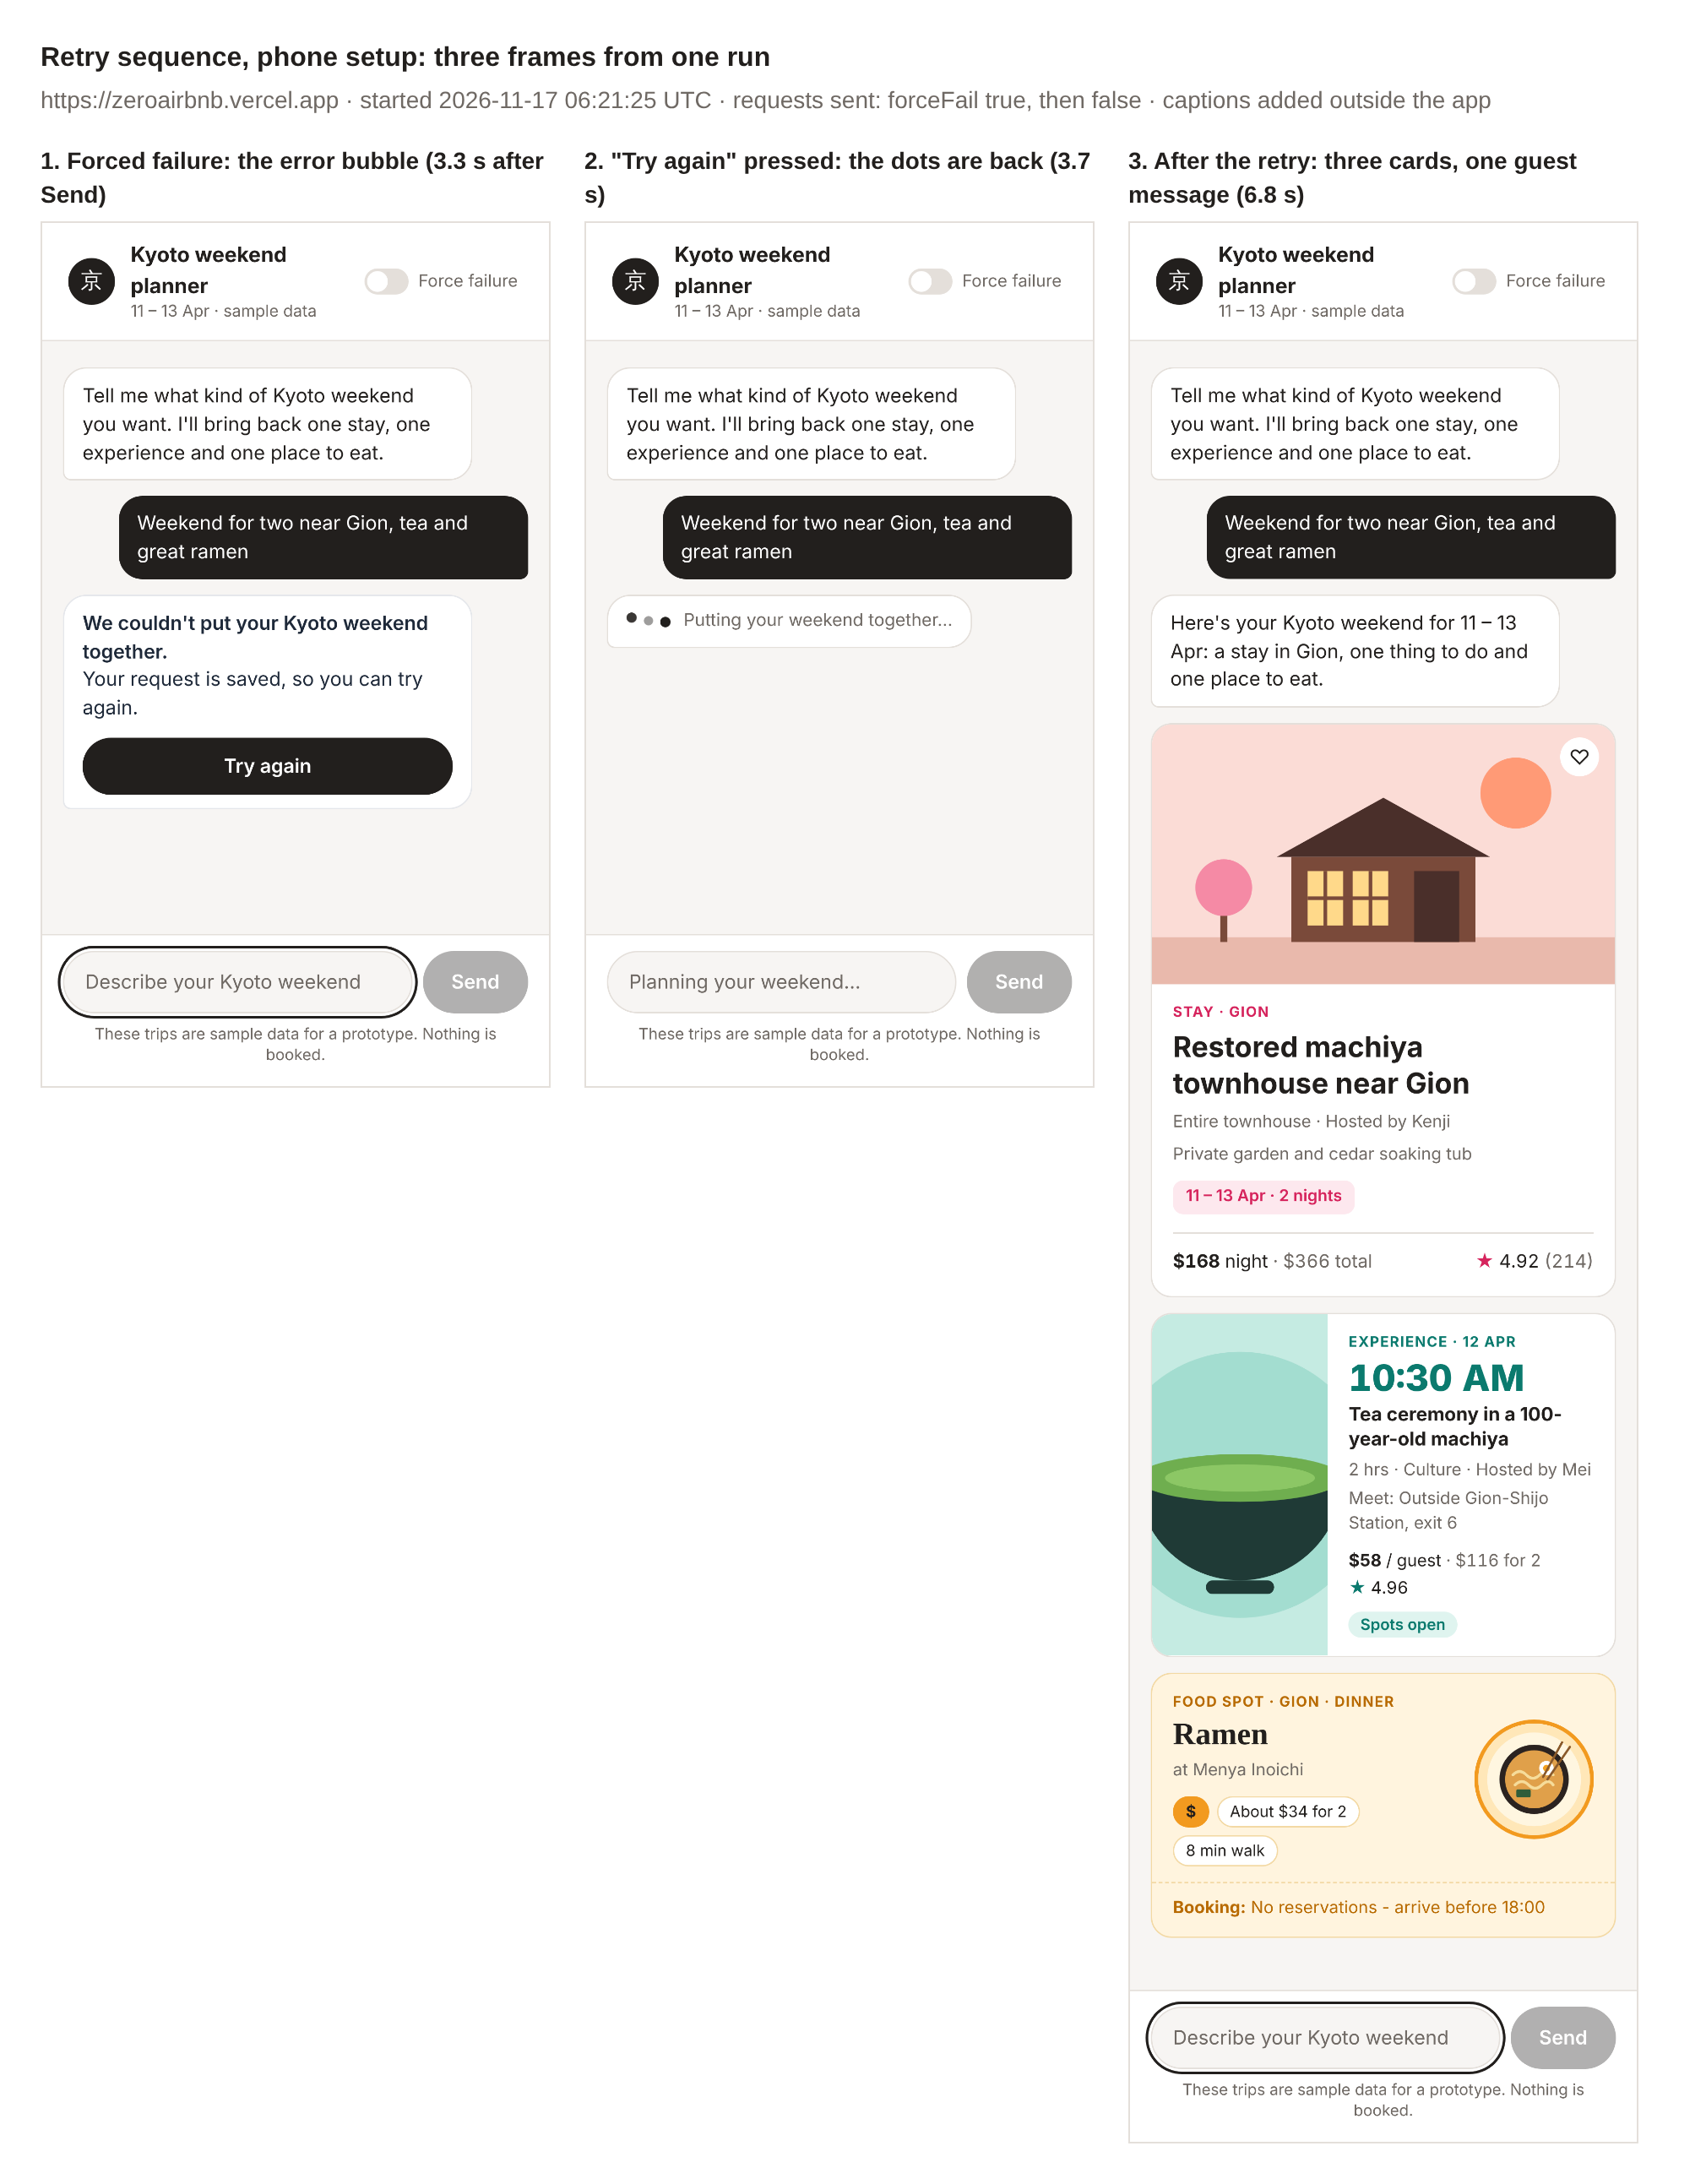 Retry sequence, phone setup: three frames from one run
https://zeroairbnb.vercel.app · started 2026-11-17 06:21:25 UTC · requests sent: forceFail true, then false · captions added outside the app
1. Forced failure: the error bubble (3.3 s after
Send)
京
Kyoto weekend
planner
11 – 13 Apr · sample data
Force failure
Tell me what kind of Kyoto weekend
you want. I'll bring back one stay, one
experience and one place to eat.
Weekend for two near Gion, tea and
great ramen
We couldn't put your Kyoto weekend
together.
Your request is saved, so you can try
again.
Try again
Describe your Kyoto weekend
Send
These trips are sample data for a prototype. Nothing is
booked.
2. "Try again" pressed: the dots are back (3.7
s)
京
Kyoto weekend
planner
11 – 13 Apr · sample data
Force failure
Tell me what kind of Kyoto weekend
you want. I'll bring back one stay, one
experience and one place to eat.
Weekend for two near Gion, tea and
great ramen
Putting your weekend together...
Planning your weekend...
Send
These trips are sample data for a prototype. Nothing is
booked.
3. After the retry: three cards, one guest
message (6.8 s)
京
Kyoto weekend
planner
11 – 13 Apr · sample data
Force failure
Tell me what kind of Kyoto weekend
you want. I'll bring back one stay, one
experience and one place to eat.
Weekend for two near Gion, tea and
great ramen
Here's your Kyoto weekend for 11 – 13
Apr: a stay in Gion, one thing to do and
one place to eat.
STAY · GION
Restored machiya
townhouse near Gion
Entire townhouse · Hosted by Kenji
Private garden and cedar soaking tub
11 – 13 Apr · 2 nights
$168 night · $366 total
★ 4.92 (214)
EXPERIENCE · 12 APR
10:30 AM
Tea ceremony in a 100-
year-old machiya
2 hrs · Culture · Hosted by Mei
Meet: Outside Gion-Shijo
Station, exit 6
$58 / guest · $116 for 2
★ 4.96
Spots open
FOOD SPOT · GION · DINNER
Ramen
at Menya Inoichi
$
About $34 for 2
8 min walk
Booking: No reservations - arrive before 18:00
Describe your Kyoto weekend
Send
These trips are sample data for a prototype. Nothing is
booked.